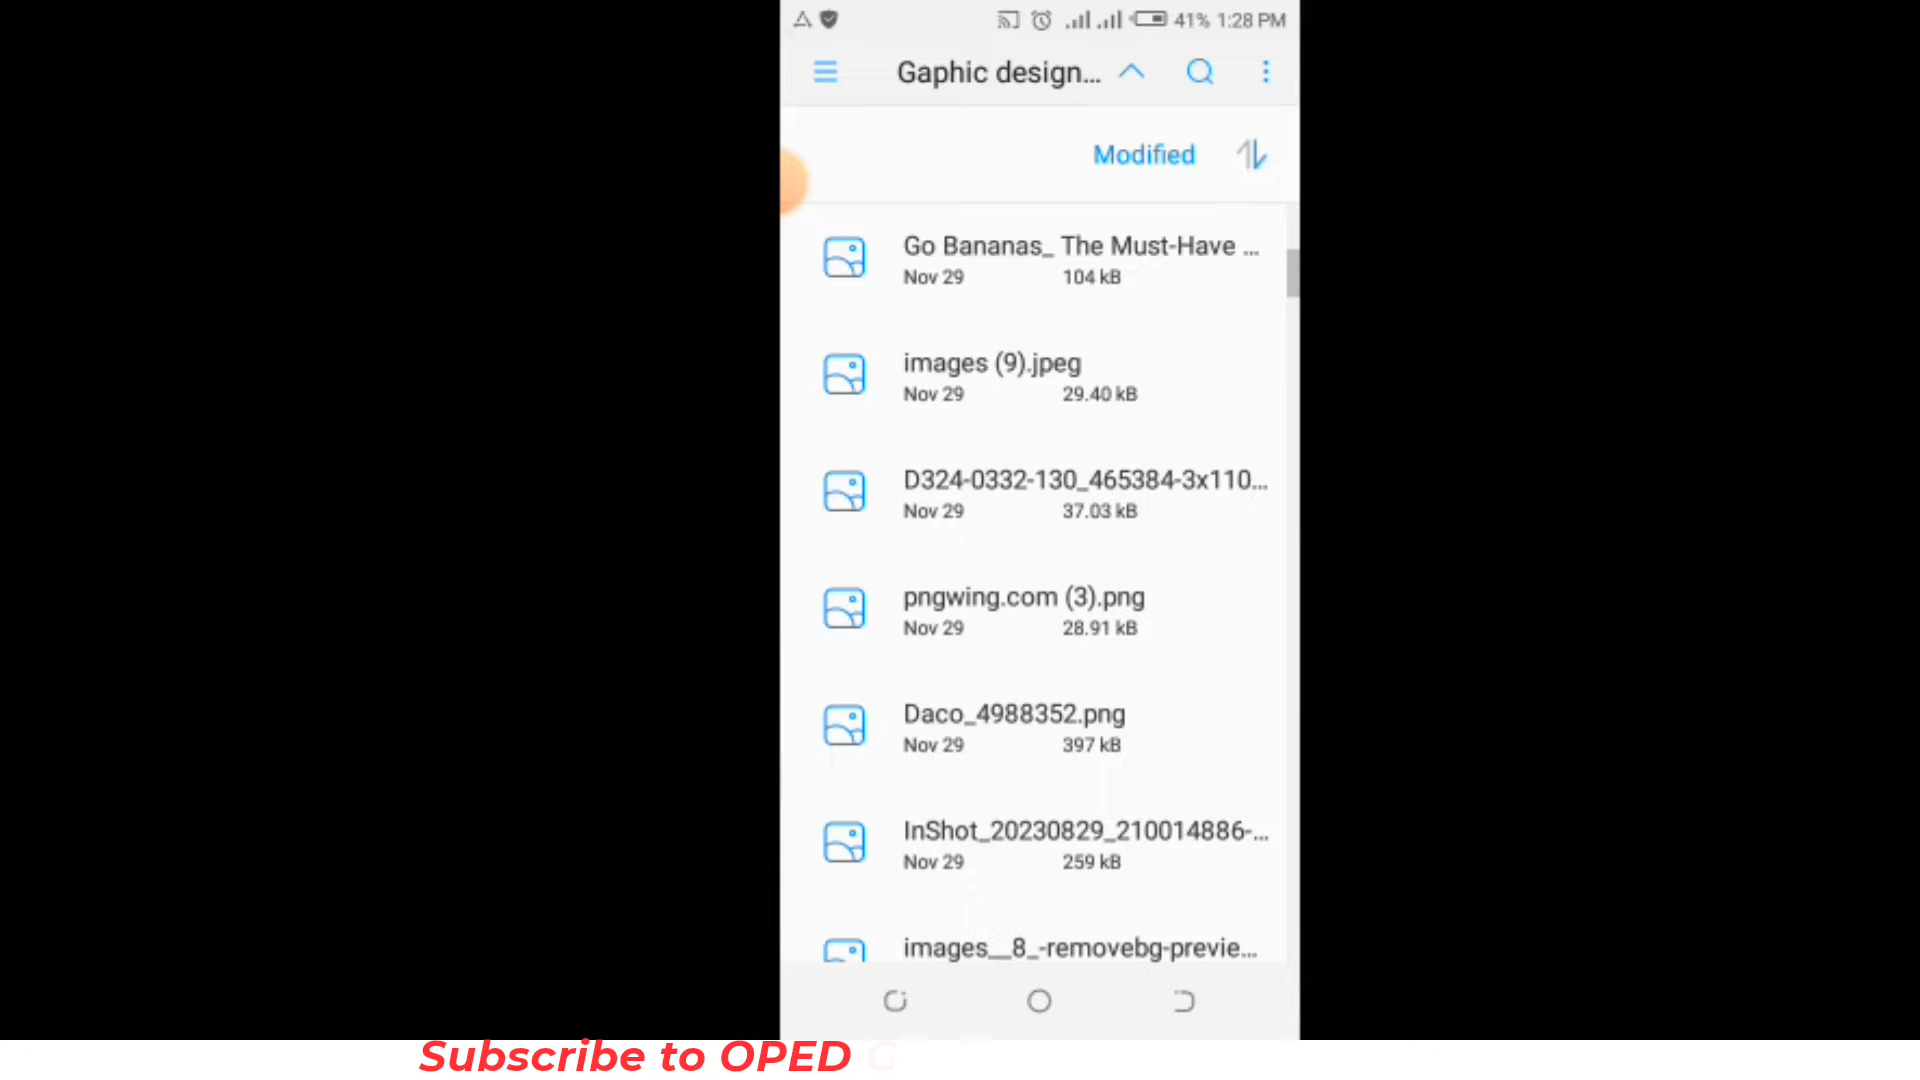 41% 1:28 PM
Gaphic design...
Modified
Go Bananas_ The Must-Have ...
Nov 29 104 kB
images (9).jpeg
Nov 29 29.40 kB
D324-0332-130_465384-3x110...
Nov 29 37.03 kB
pngwing.com (3).png
Nov 29 28.91 kB
Daco_4988352.png
Nov 29 397 kB
InShot_20230829_210014886-...
Nov 29 259 kB
images__8_-removebg-previe...
Subscribe to OPED G